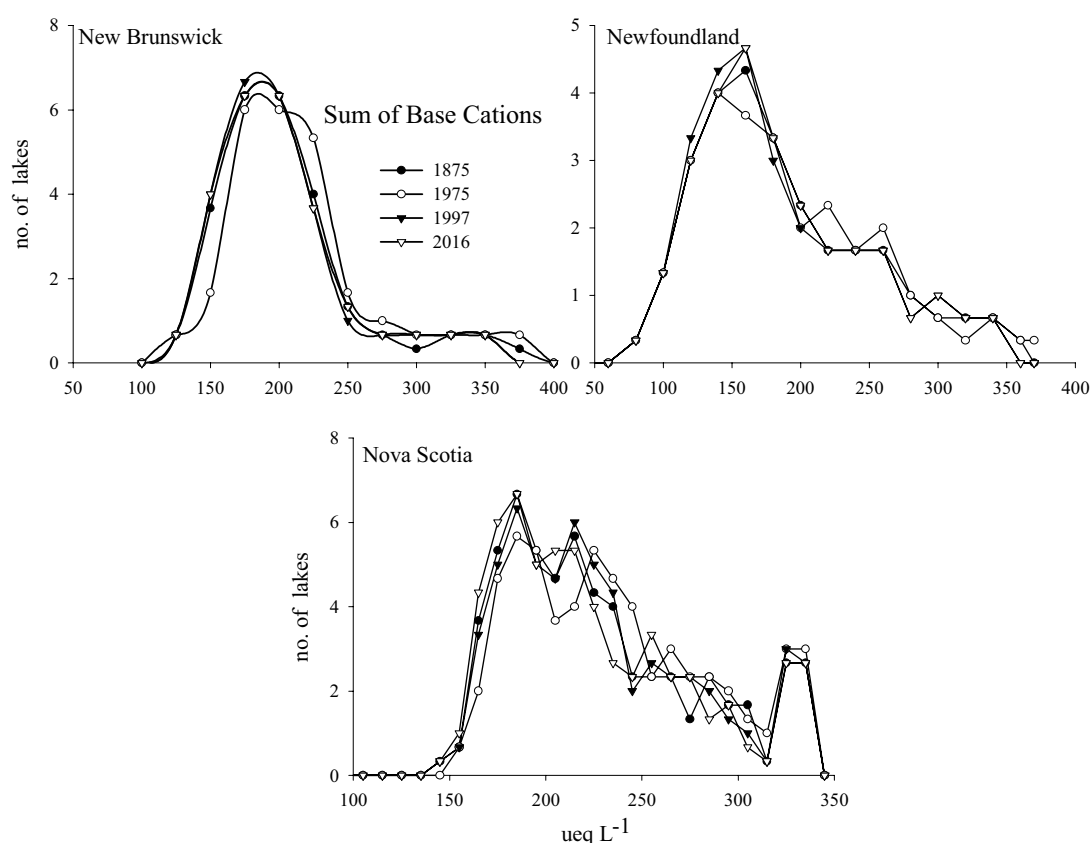 New Brunswick
8
6
4
2
0
no. of lakes
50 100 150 200 250 300 350 400
Sum of Base Cations
1875
1975
1997
2016
Newfoundland
5
4
3
2
1
0
50 100 150 200 250 300 350 400
Nova Scotia
8
6
4
2
0
no. of lakes
100 150 200 250 300 350
ueq L-1